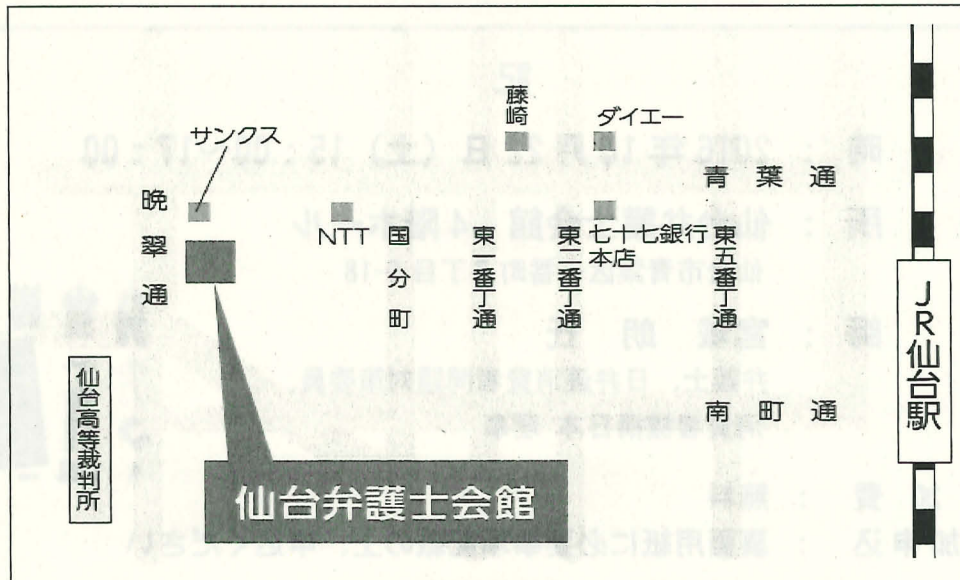 藤崎
ダイエー
サンクス
青葉通
晩翠通
NTT
国分町
東一番丁通
東二番丁通
七十七銀行
本店
東五番丁通
JR仙台駅
仙台高等裁判所
南町通
仙台弁護士会館